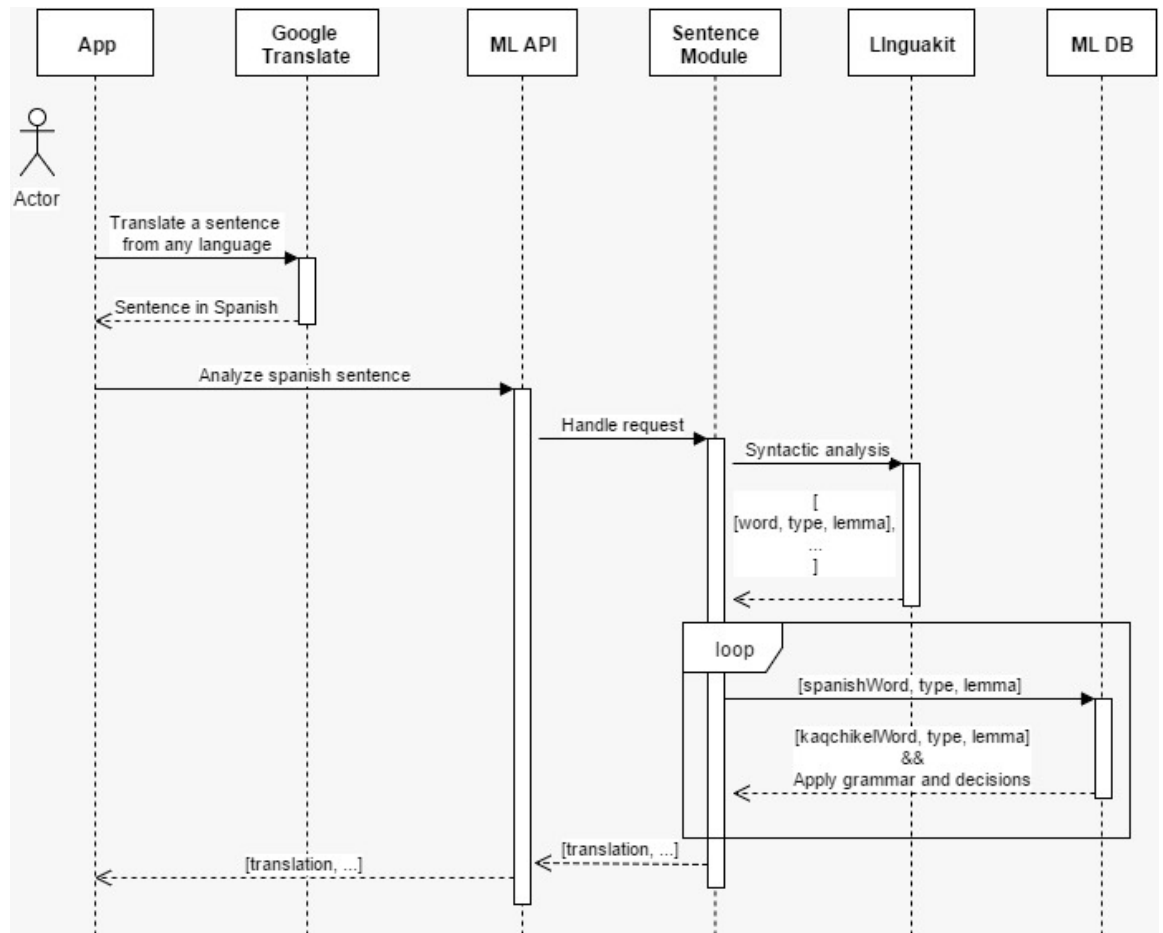 App
Google
Translate
ML API
Sentence
Module
LInguakit
ML DB
Actor
Translate a sentence
from any language
Sentence in Spanish
Analyze spanish sentence
Handle request
Syntactic analysis
[
[word, type, lemma],
...
]
loop
[spanishWord, type, lemma]
[kaqchikelWord, type, lemma]
&&
Apply grammar and decisions
[translation, ...]
[translation, ...]